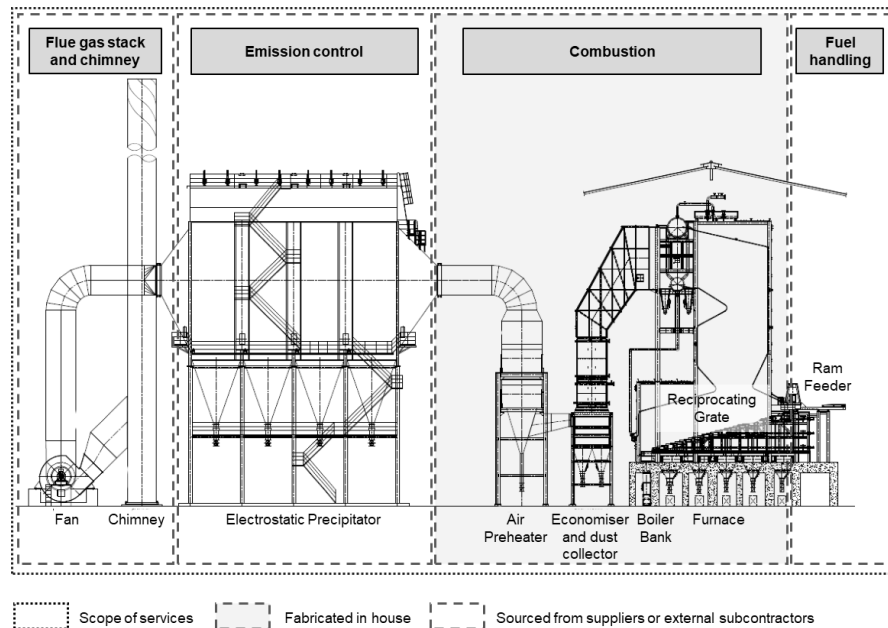 Flue gas stack
and chimney
Emission control
Combustion
Fuel
handling
Ram
Feeder
Reciprocating
Grate
Fan
Chimney
Electrostatic Precipitator
Air
Preheater
Economiser
and dust
collector
Boiler
Bank
Furnace
Scope of services
Fabricated in house
Sourced from suppliers or external subcontractors